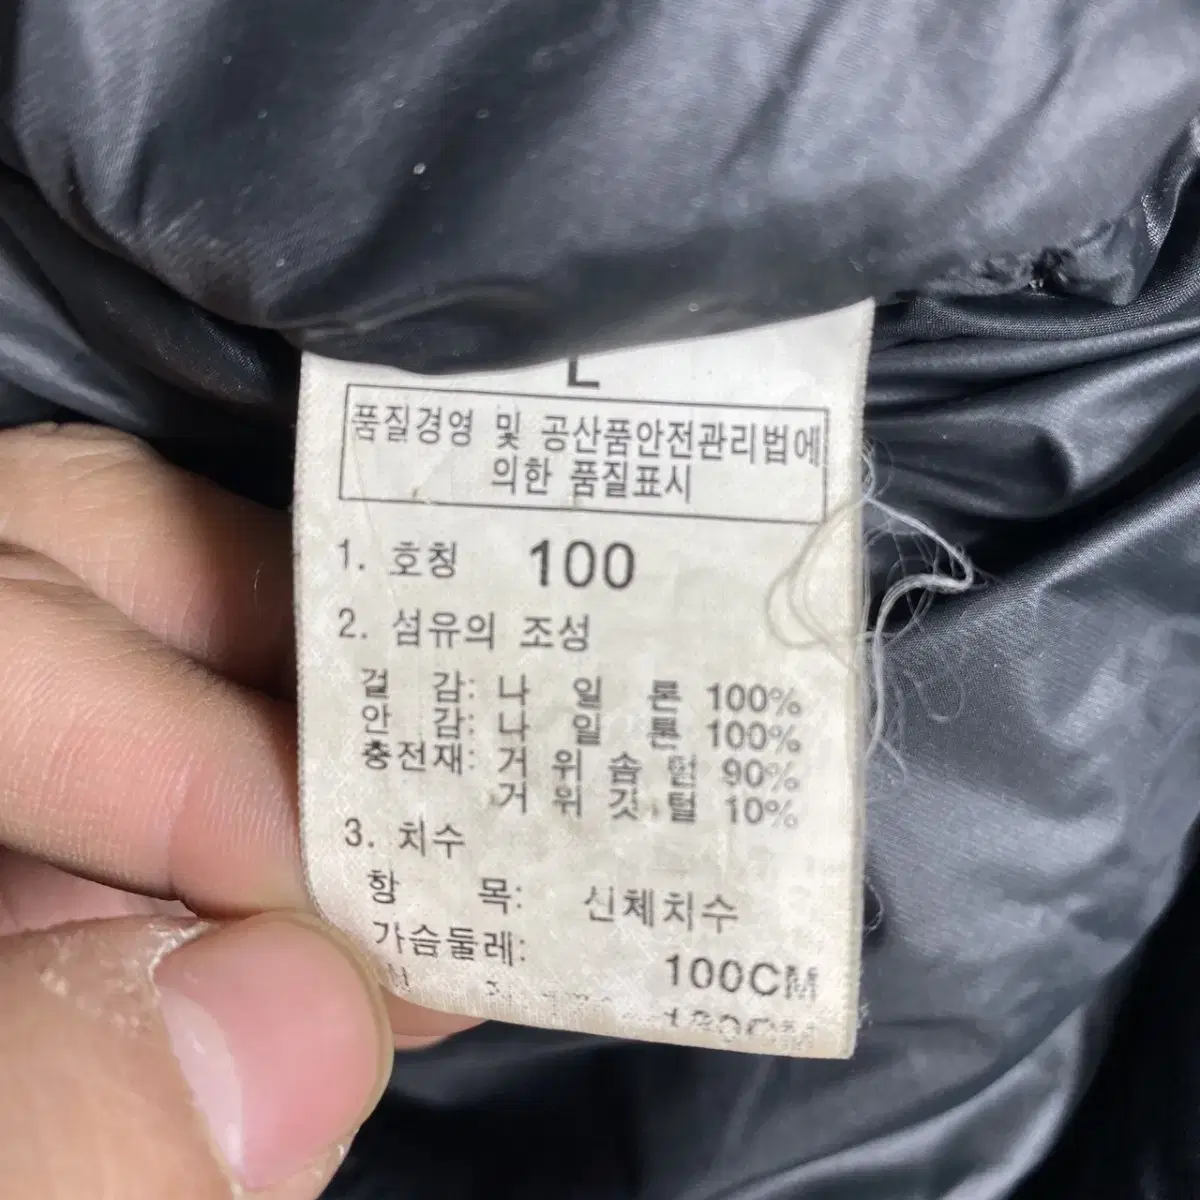 L
품질경영 및 공산품안전관리법에
의한 품질표시
1. 호칭 100
2. 섬유의 조성
겉 감: 나 일 론 100%
안 감: 나 일 론 100%
충전재: 거 위 솜 털 90%
거 위 깃 털 10%
3. 치수
항 목: 신체치수
가슴둘레: 100CM